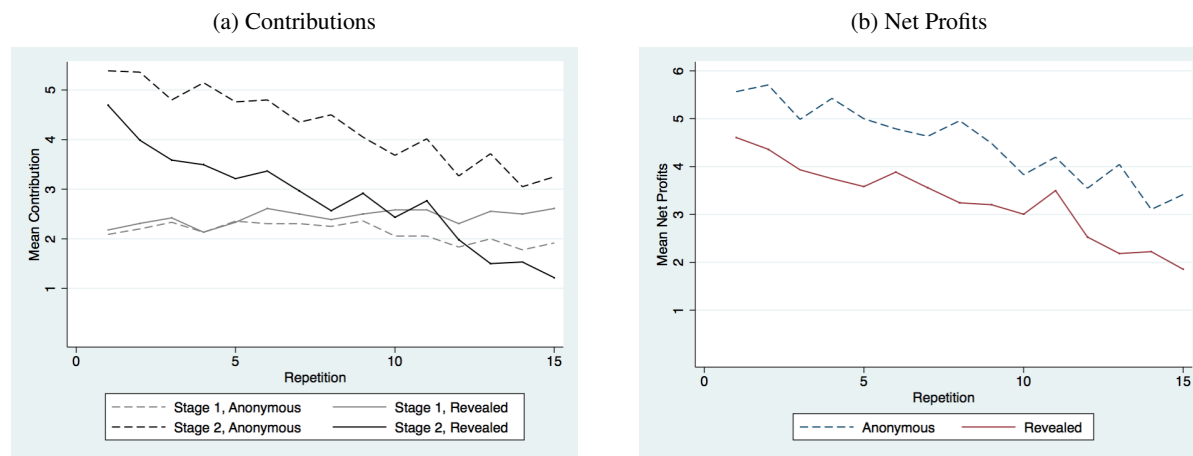 (a) Contributions
Mean Contribution
5
4
3
2
1
0 5 10 15
Repetition
Stage 1, Anonymous Stage 1, Revealed
Stage 2, Anonymous Stage 2, Revealed
(b) Net Profits
Mean Net Profits
6
5
4
3
2
1
0 5 10 15
Repetition
Anonymous Revealed